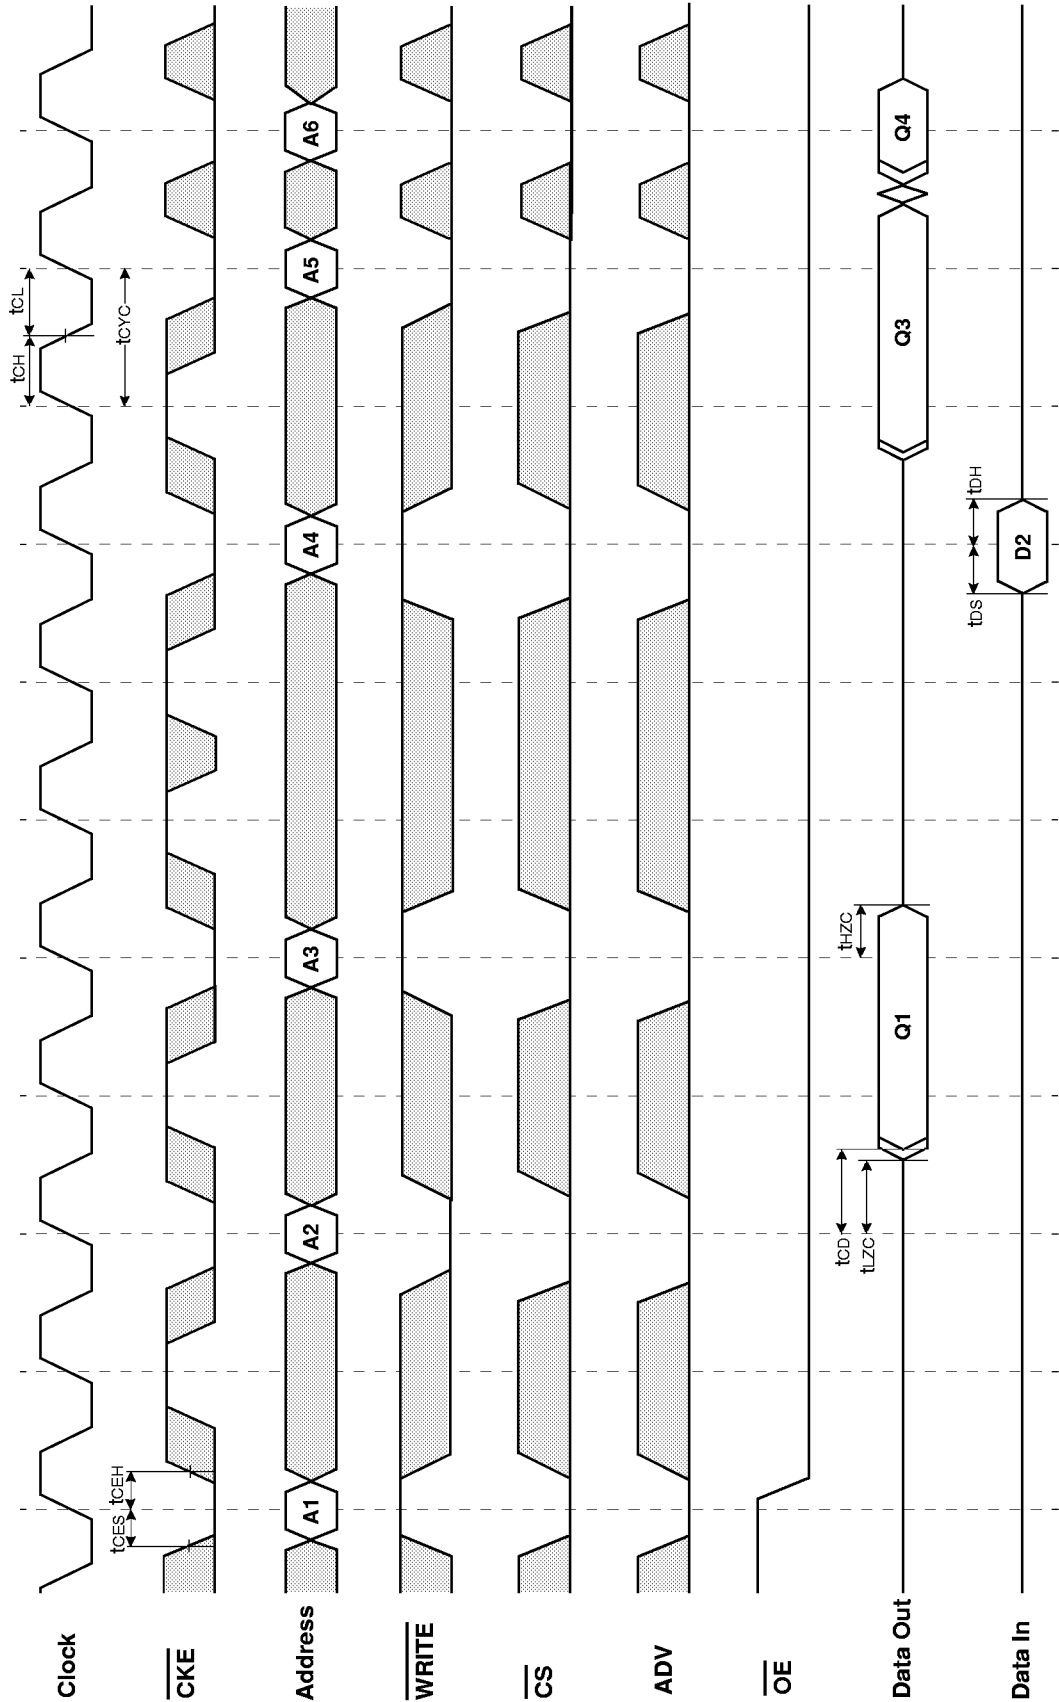 Clock
tCES
tCEH
tCH
tCL
tCYC
CKE
Address
A1
A2
A3
A4
A5
A6
WRITE
CS
ADV
OE
Data Out
tCD
tLZC
Q1
tHZC
Q3
Q4
Data In
tDS
D2
tDH